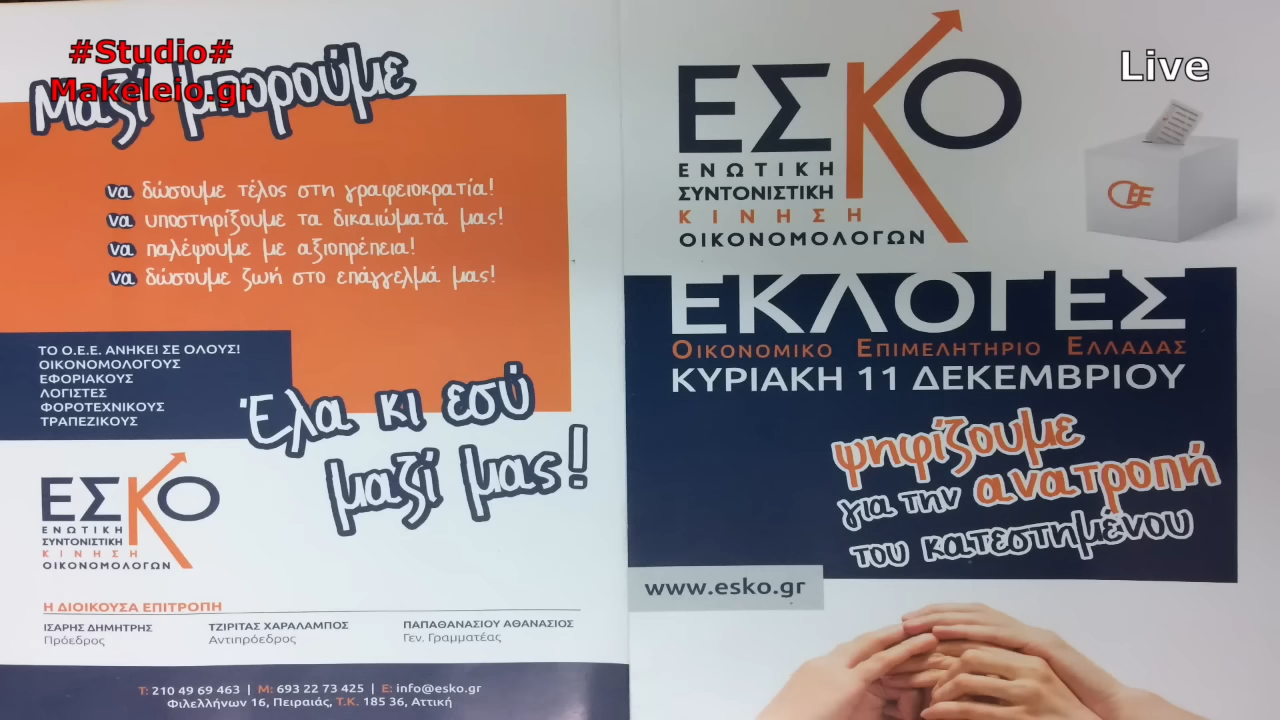 #Studio#
Makeleio.gr
Μαζί μπορούμε
να δώσουμε τέλος στη γραφειοκρατία!
να υποστηρίξουμε τα δικαιώματά μας!
να παλέψουμε με αξιοπρέπεια!
να δώσουμε ζωή στο επάγγελμά μας!
ΤΟ Ο.Ε.Ε. ΑΝΗΚΕΙ ΣΕ ΟΛΟΥΣ!
ΟΙΚΟΝΟΜΟΛΟΓΟΥΣ
ΕΦΟΡΙΑΚΟΥΣ
ΛΟΓΙΣΤΕΣ
ΦΟΡΟΤΕΧΝΙΚΟΥΣ
ΤΡΑΠΕΖΙΚΟΥΣ
Έλα κι εσύ
μαζί μας!
ΕΣΚΟ
ΕΝΩΤΙΚΗ
ΣΥΝΤΟΝΙΣΤΙΚΗ
ΚΙΝΗΣΗ
ΟΙΚΟΝΟΜΟΛΟΓΩΝ
Η ΔΙΟΙΚΟΥΣΑ ΕΠΙΤΡΟΠΗ
ΙΣΑΡΗΣ ΔΗΜΗΤΡΗΣ ΤΖΙΡΙΤΑΣ ΧΑΡΑΛΑΜΠΟΣ ΠΑΠΑΘΑΝΑΣΙΟΥ ΑΘΑΝΑΣΙΟΣ
Πρόεδρος Αντιπρόεδρος Γεν. Γραμματέας
Τ: 210 49 69 463 | Μ: 693 22 73 425 | E: info@esko.gr
Φιλελλήνων 16, Πειραιάς, Τ.Κ. 185 36, Αττική
Live
ΕΣΚΟ
ΕΝΩΤΙΚΗ
ΣΥΝΤΟΝΙΣΤΙΚΗ
ΚΙΝΗΣΗ
ΟΙΚΟΝΟΜΟΛΟΓΩΝ
ΟΕΕ
ΕΚΛΟΓΕΣ
ΟΙΚΟΝΟΜΙΚΟ ΕΠΙΜΕΛΗΤΗΡΙΟ ΕΛΛΑΔΑΣ
ΚΥΡΙΑΚΗ 11 ΔΕΚΕΜΒΡΙΟΥ
ψηφίζουμε
για την ανατροπή
του κατεστημένου
www.esko.gr